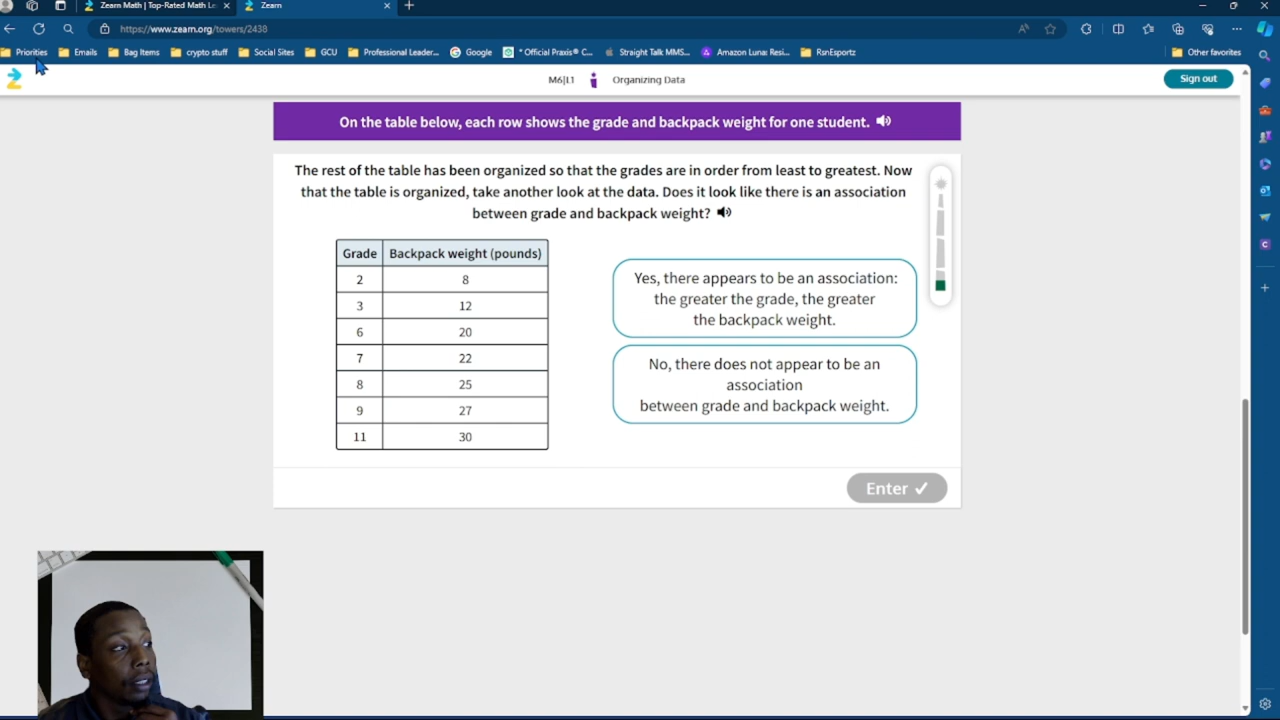 Zearn Math | Top-Rated Math Le
Zearn
https://www.zearn.org/towers/2438
Priorities
Emails
Bag Items
crypto stuff
Social Sites
GCU
Professional Leader...
Google
* Official Praxis® C...
Straight Talk MMS...
Amazon Luna: Resi...
RsnEsportz
Other favorites
M6|L1
Organizing Data
Sign out
On the table below, each row shows the grade and backpack weight for one student.
The rest of the table has been organized so that the grades are in order from least to greatest. Now
that the table is organized, take another look at the data. Does it look like there is an association
between grade and backpack weight?
Grade Backpack weight (pounds)
2 8
3 12
6 20
7 22
8 25
9 27
11 30
Yes, there appears to be an association:
the greater the grade, the greater
the backpack weight.
No, there does not appear to be an
association
between grade and backpack weight.
Enter ✓